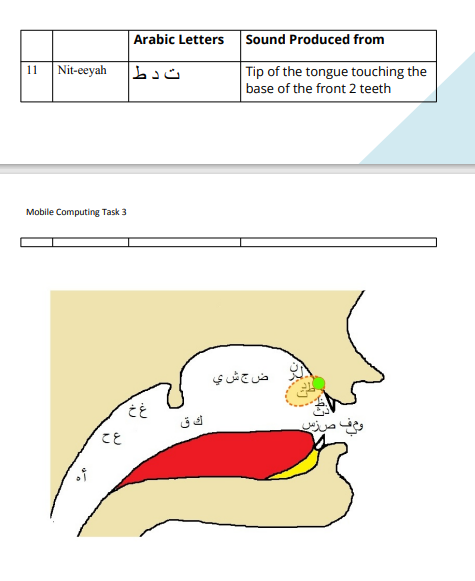 Arabic Letters Sound Produced from
11 Nit-eeyah ت د ط Tip of the tongue touching the
base of the front 2 teeth
Mobile Computing Task 3
ض ج ش ي ل ن ر
ط د ت
غ خ ك ق ظ ذ ث
ص ز س و م ف ب
ع ح
أ ه